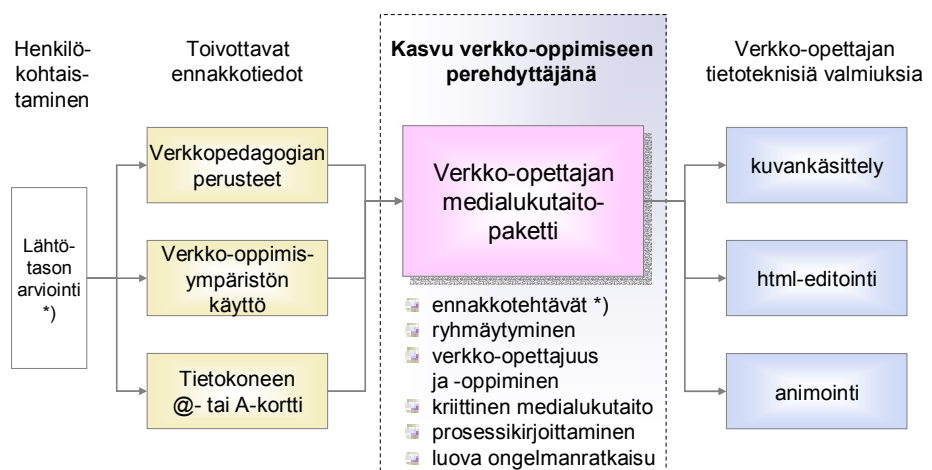 Henkilö-
kohtais-
taminen
Lähtö-
tason
arviointi
*)
Toivottavat
ennakkotiedot
Verkkopedagogian
perusteet
Verkko-oppimis-
ympäristön
käyttö
Tietokoneen
@- tai A-kortti
Kasvu verkko-oppimiseen
perehdyttäjänä
Verkko-opettajan
medialukutaito-
paketti
ennakkotehtävät *)
ryhmäytyminen
verkko-opettajuus
ja -oppiminen
kriittinen medialukutaito
prosessikirjoittaminen
luova ongelmanratkaisu
Verkko-opettajan
tietoteknisiä valmiuksia
kuvankäsittely
html-editointi
animointi